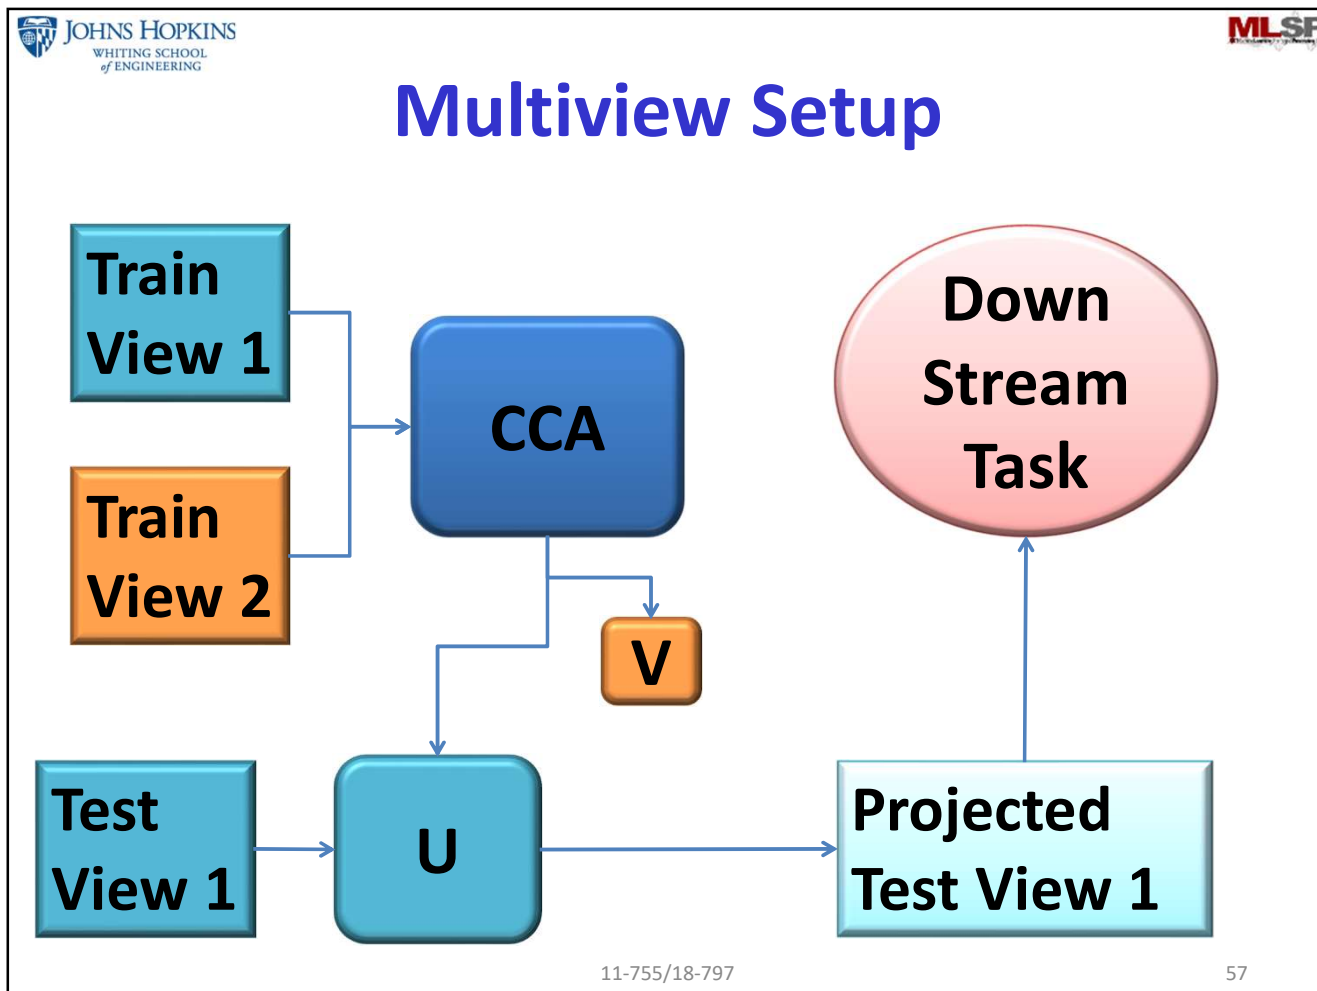 JOHNS HOPKINS
WHITING SCHOOL
of ENGINEERING
MLSP
Multiview Setup
Train
View 1
Train
View 2
CCA
V
Down
Stream
Task
Test
View 1
U
Projected
Test View 1
11-755/18-797
57